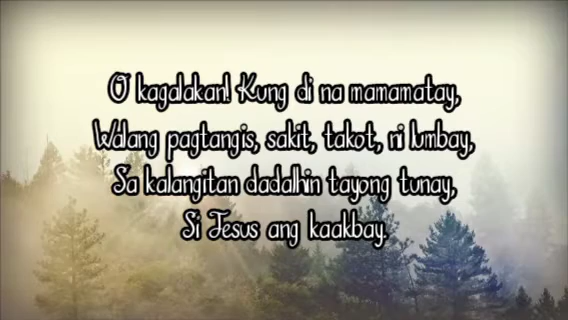 O kagalakan! Kung di na mamamatay,
Walang pagtangis, sakit, takot, ni lumbay,
Sa kalangitan dadalhin tayong tunay,
Si Jesus ang kaakbay.